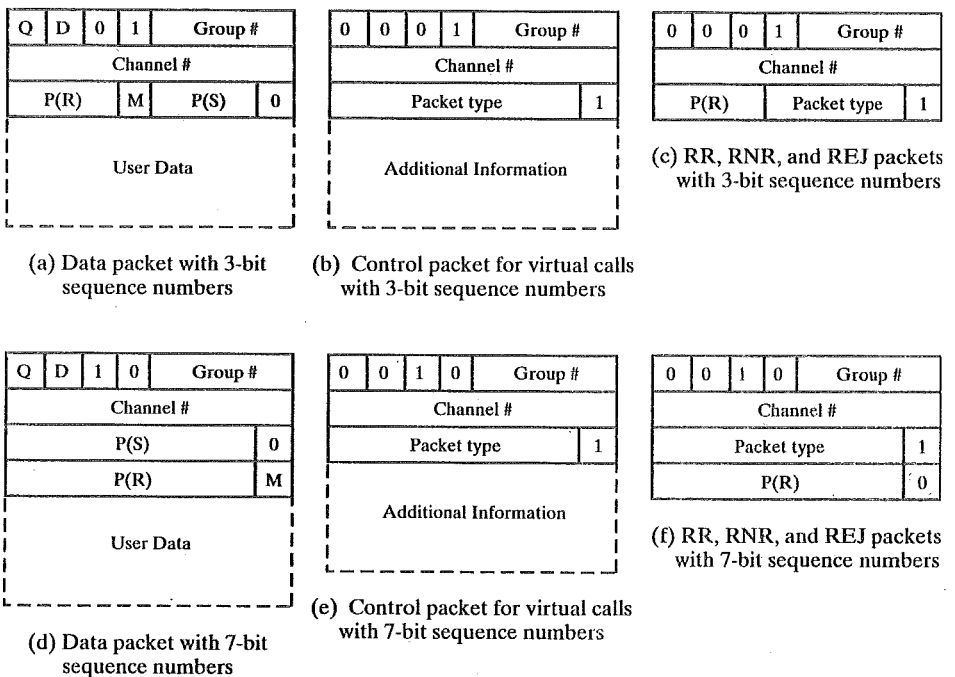 Q D 0 1 Group #
Channel #
P(R) M P(S) 0
User Data
(a) Data packet with 3-bit
sequence numbers
0 0 0 1 Group #
Channel #
Packet type 1
Additional Information
(b) Control packet for virtual calls
with 3-bit sequence numbers
0 0 0 1 Group #
Channel #
P(R) Packet type 1
(c) RR, RNR, and REJ packets
with 3-bit sequence numbers
Q D 1 0 Group #
Channel #
P(S) 0
P(R) M
User Data
(d) Data packet with 7-bit
sequence numbers
0 0 1 0 Group #
Channel #
Packet type 1
Additional Information
(e) Control packet for virtual calls
with 7-bit sequence numbers
0 0 1 0 Group #
Channel #
Packet type 1
P(R) 0
(f) RR, RNR, and REJ packets
with 7-bit sequence numbers